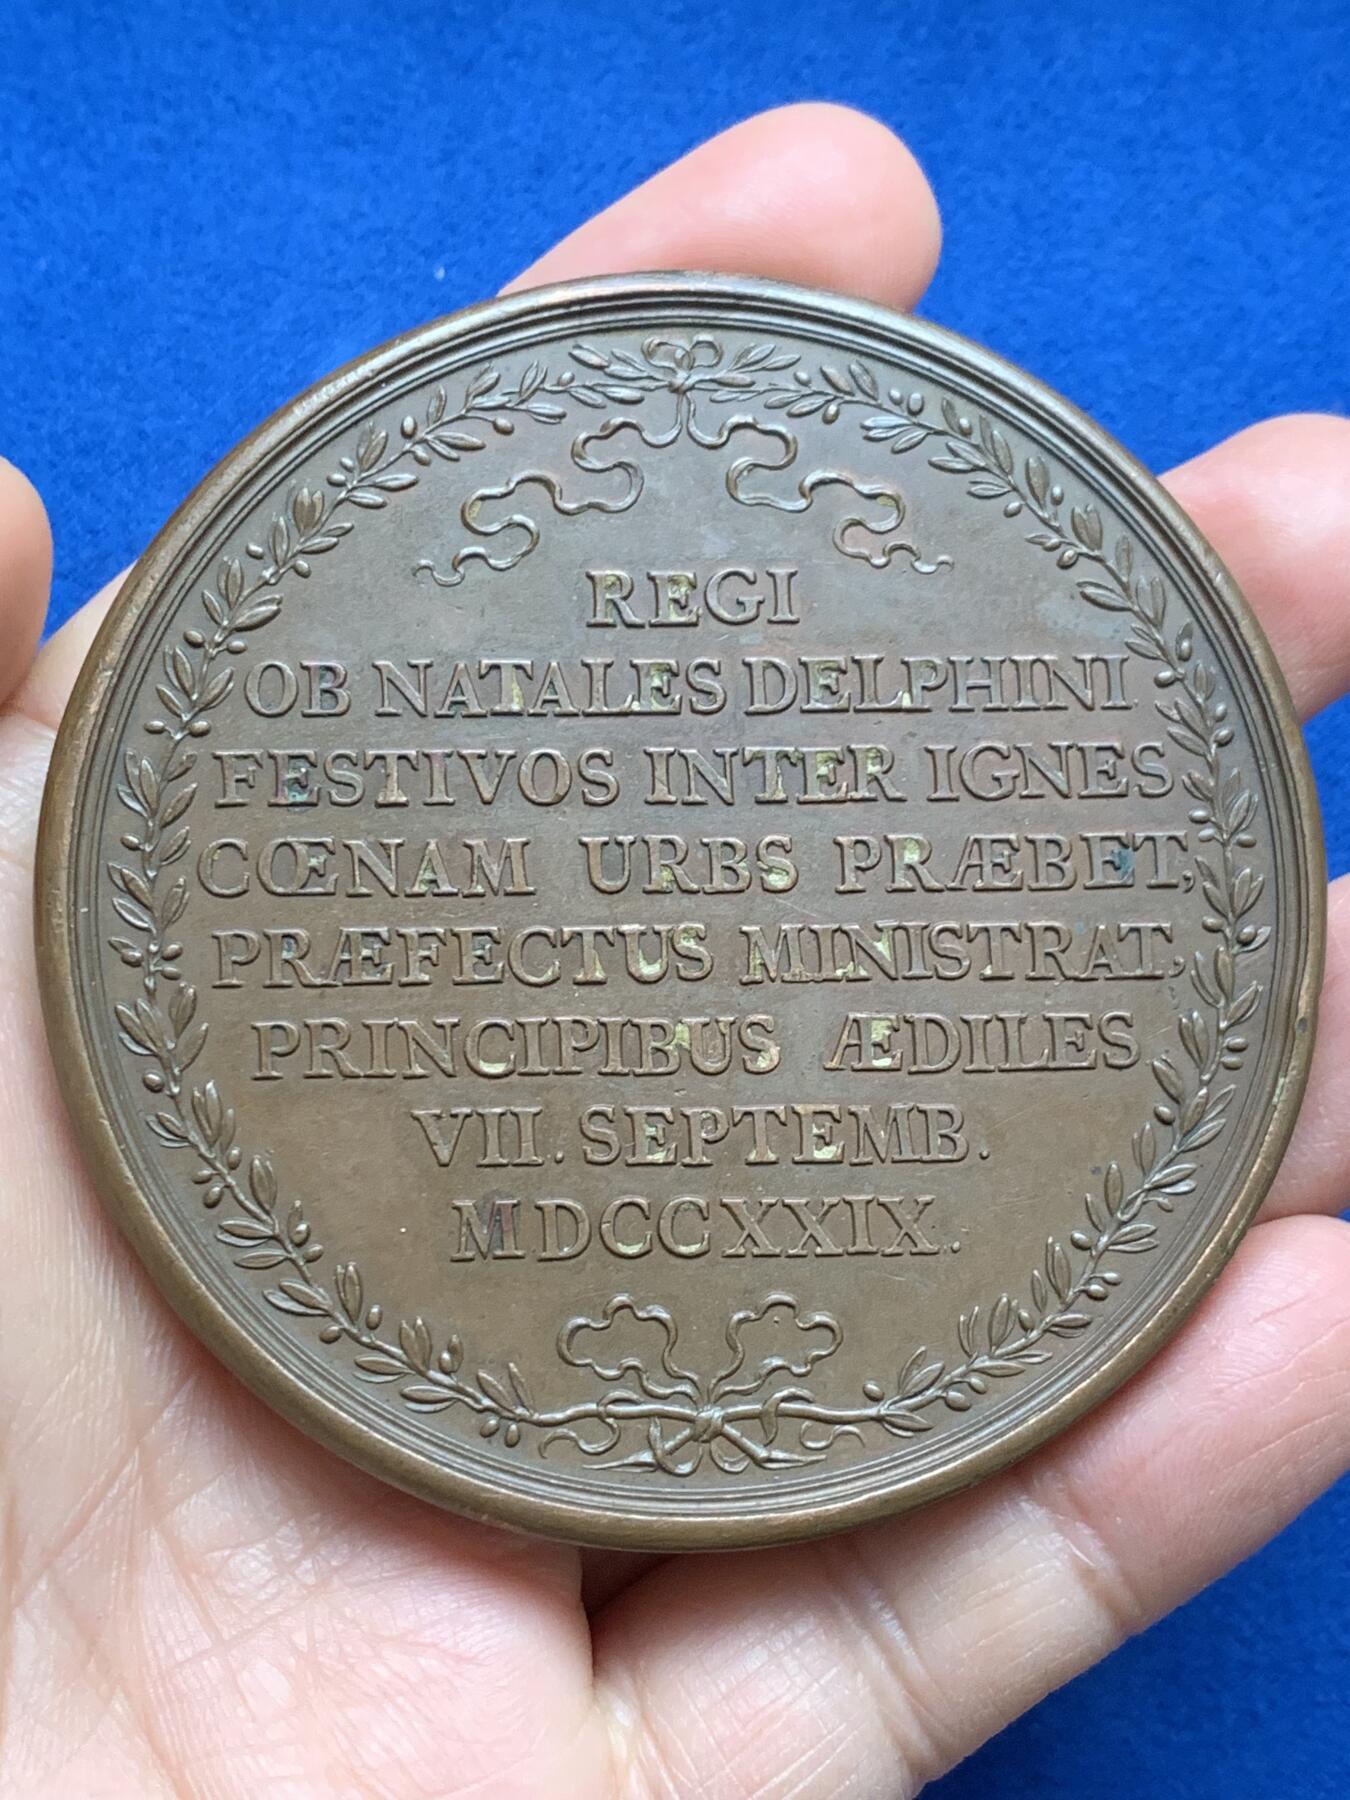 REGI
OB NATALES DELPHINI
FESTIVOS INTER IGNES
CŒNAM URBS PRÆBET,
PRÆFECTUS MINISTRAT,
PRINCIPIBUS ÆDILES
VII. SEPTEMB.
MDCCXXIX.